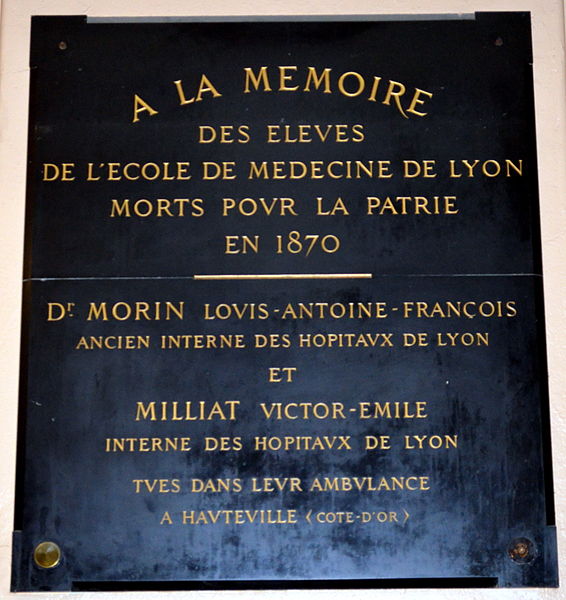 A LA MEMOIRE
DES ELEVES
DE L'ECOLE DE MEDECINE DE LYON
MORTS POVR LA PATRIE
EN 1870
Dr MORIN LOVIS-ANTOINE-FRANÇOIS
ANCIEN INTERNE DES HOPITAVX DE LYON
ET
MILLIAT VICTOR-EMILE
INTERNE DES HOPITAVX DE LYON
TVES DANS LEVR AMBVLANCE
A HAVTEVILLE (COTE-D'OR)